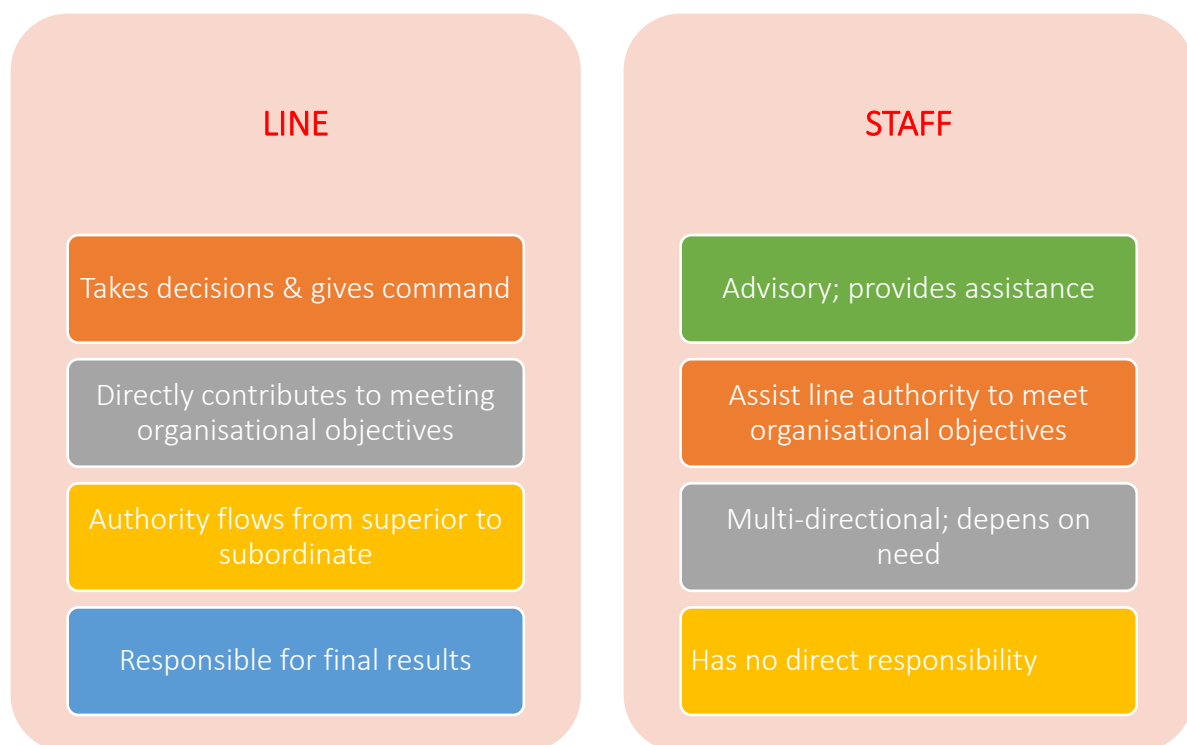 LINE
Takes decisions & gives command
Directly contributes to meeting
organisational objectives
Authority flows from superior to
subordinate
Responsible for final results
STAFF
Advisory; provides assistance
Assist line authority to meet
organisational objectives
Multi-directional; depens on
need
Has no direct responsibility